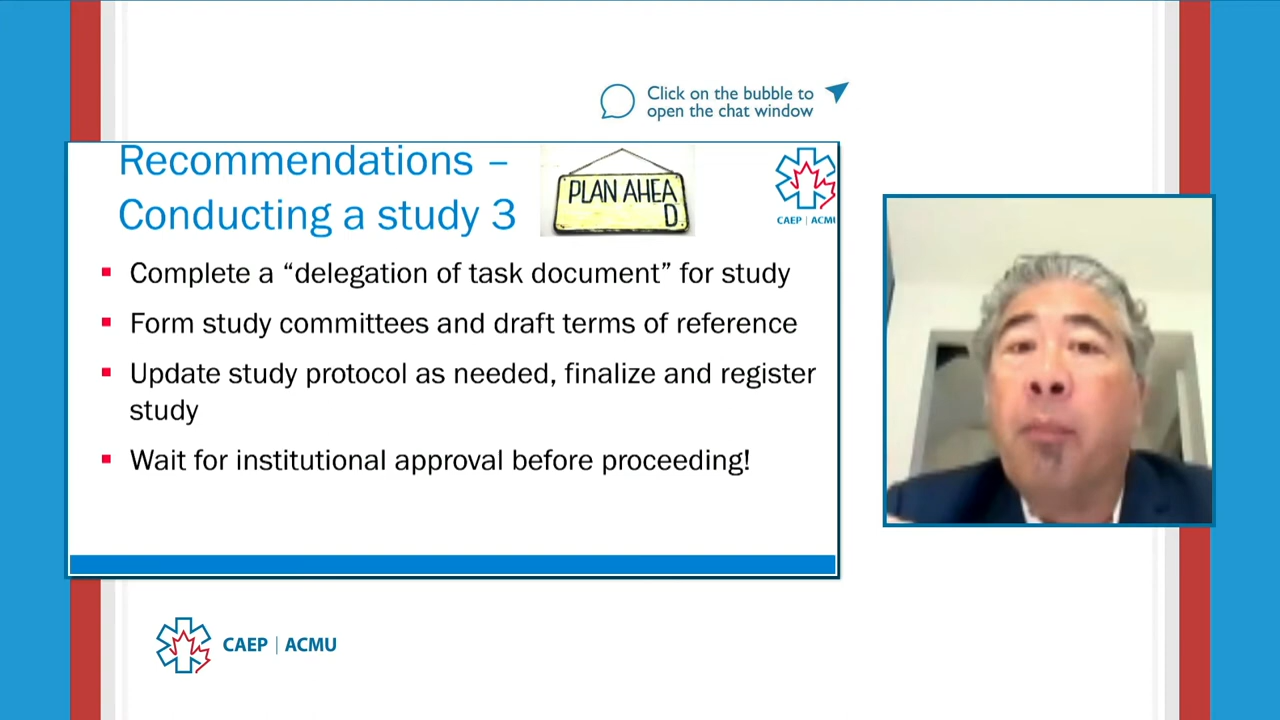 Click on the bubble to
open the chat window
Recommendations –
Conducting a study 3
PLAN AHEA
D
CAEP | ACMU
▪ Complete a “delegation of task document” for study
▪ Form study committees and draft terms of reference
▪ Update study protocol as needed, finalize and register
study
▪ Wait for institutional approval before proceeding!
CAEP | ACMU